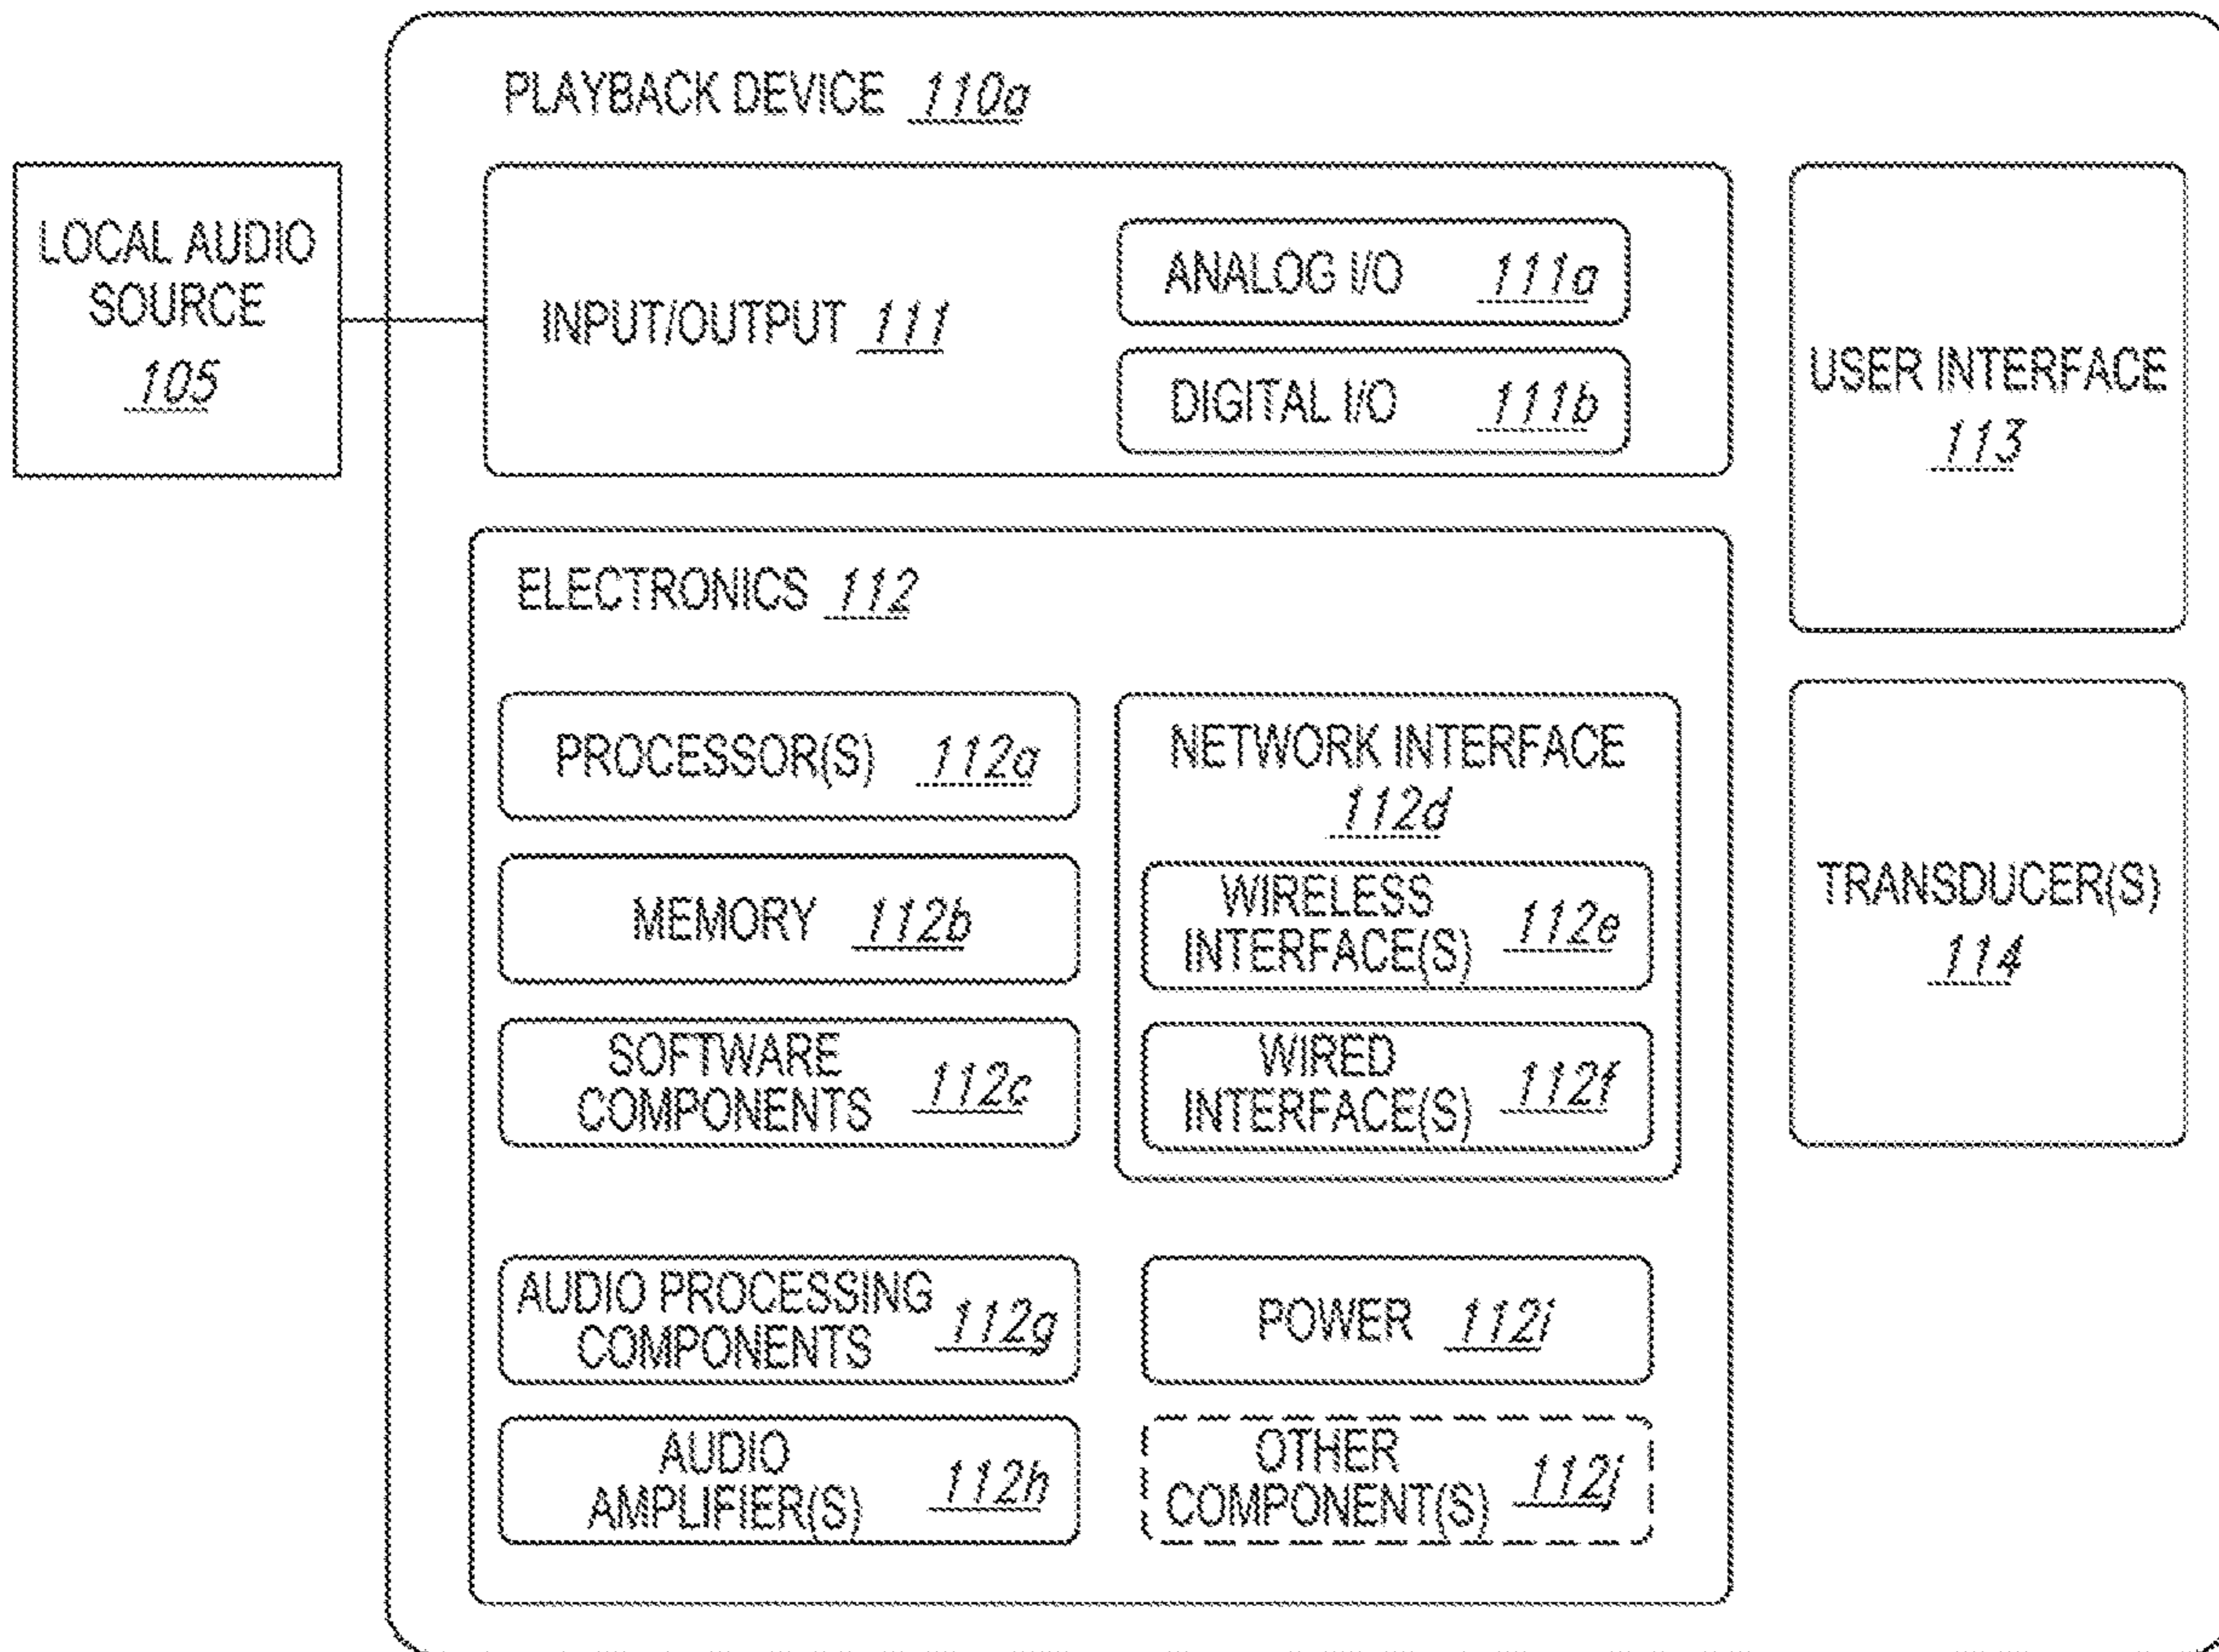 PLAYBACK DEVICE 110a
LOCAL AUDIO
SOURCE
105
INPUT/OUTPUT 111
ANALOG I/O 111a
DIGITAL I/O 111b
USER INTERFACE
113
ELECTRONICS 112
PROCESSOR(S) 112a
MEMORY 112b
SOFTWARE
COMPONENTS 112c
NETWORK INTERFACE
112d
WIRELESS
INTERFACE(S) 112e
WIRED
INTERFACE(S) 112f
TRANSDUCER(S)
114
AUDIO PROCESSING
COMPONENTS 112g
POWER 112i
AUDIO
AMPLIFIER(S) 112h
OTHER
COMPONENT(S) 112j